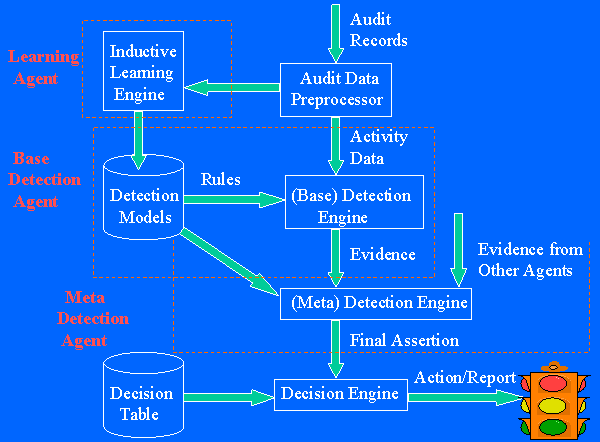 Audit
Records
Learning
Agent
Inductive
Learning
Engine
Audit Data
Preprocessor
Activity
Data
Base
Detection
Agent
Detection
Models
Rules
(Base) Detection
Engine
Evidence
Evidence from
Other Agents
Meta
Detection
Agent
(Meta) Detection Engine
Final Assertion
Decision
Table
Decision Engine
Action/Report